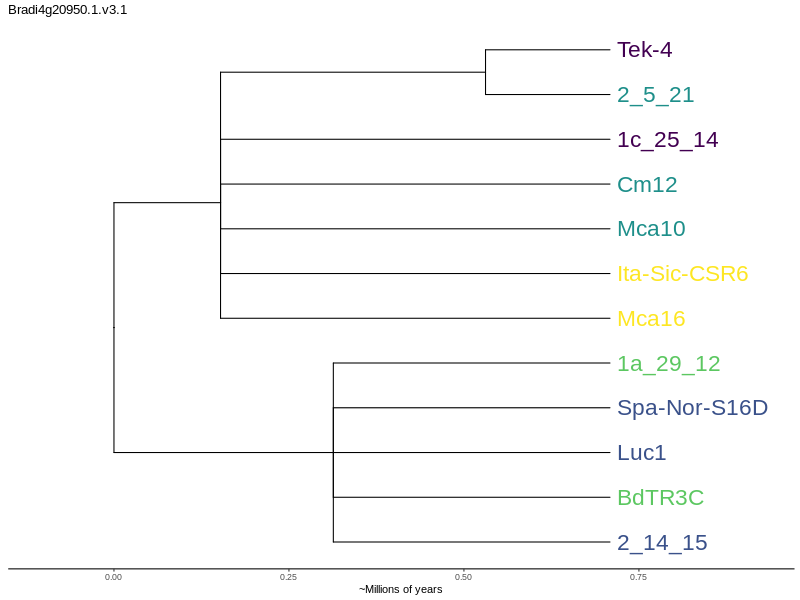 Bradi4g20950.1.v3.1
Tek-4
2_5_21
1c_25_14
Cm12
Mca10
Ita-Sic-CSR6
Mca16
1a_29_12
Spa-Nor-S16D
Luc1
BdTR3C
2_14_15
0.00 0.25 0.50 0.75
~Millions of years